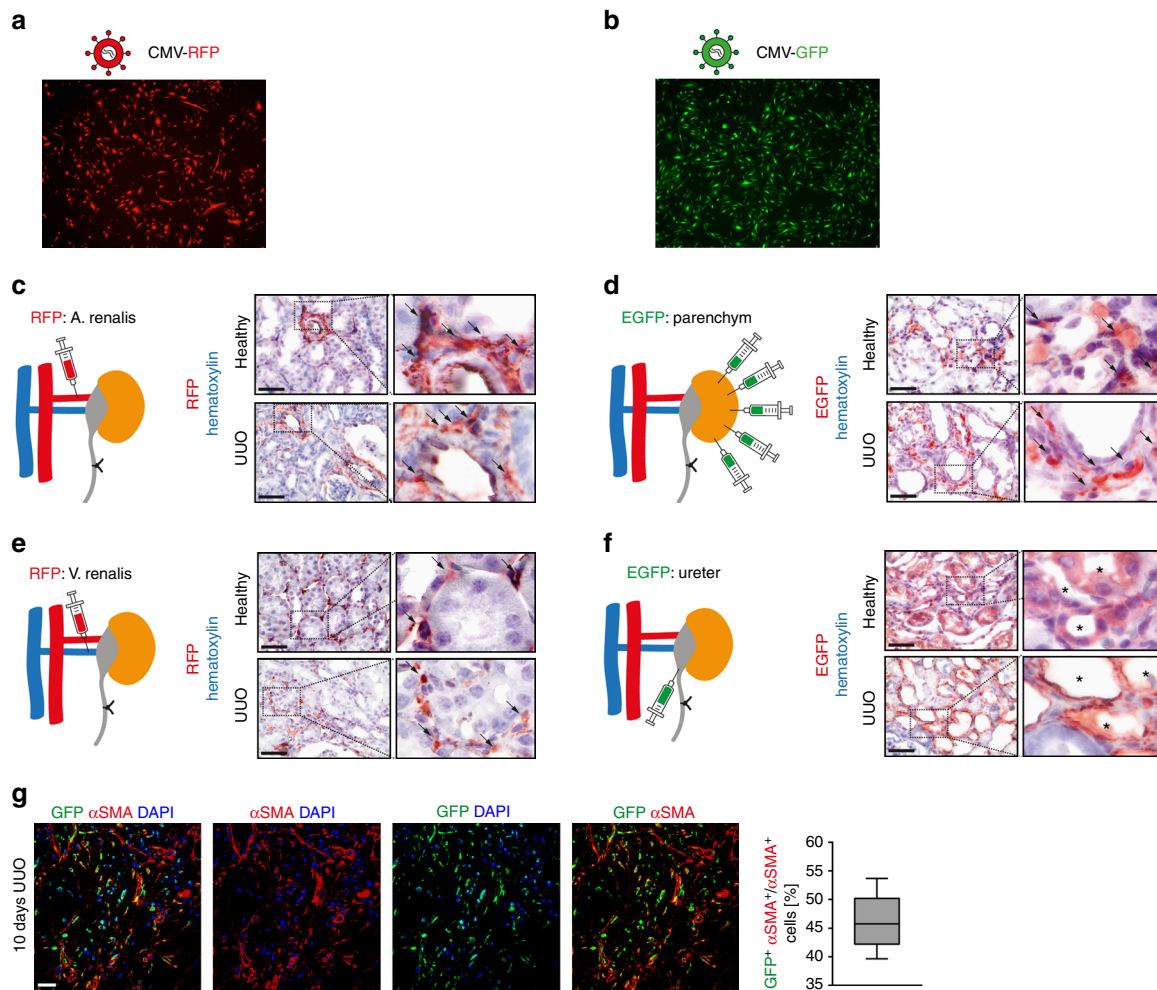 a
CMV-RFP
b
CMV-GFP
c
RFP: A. renalis
RFP
hematoxylin
Healthy
UUO
d
EGFP: parenchym
EGFP
hematoxylin
Healthy
UUO
e
RFP: V. renalis
RFP
hematoxylin
Healthy
UUO
f
EGFP: ureter
EGFP
hematoxylin
Healthy
* * *
UUO
* * *
g
GFP αSMA DAPI
αSMA DAPI
GFP DAPI
GFP αSMA
10 days UUO
GFP⁺ αSMA⁺/αSMA⁺
cells [%]
60
55
50
45
40
35